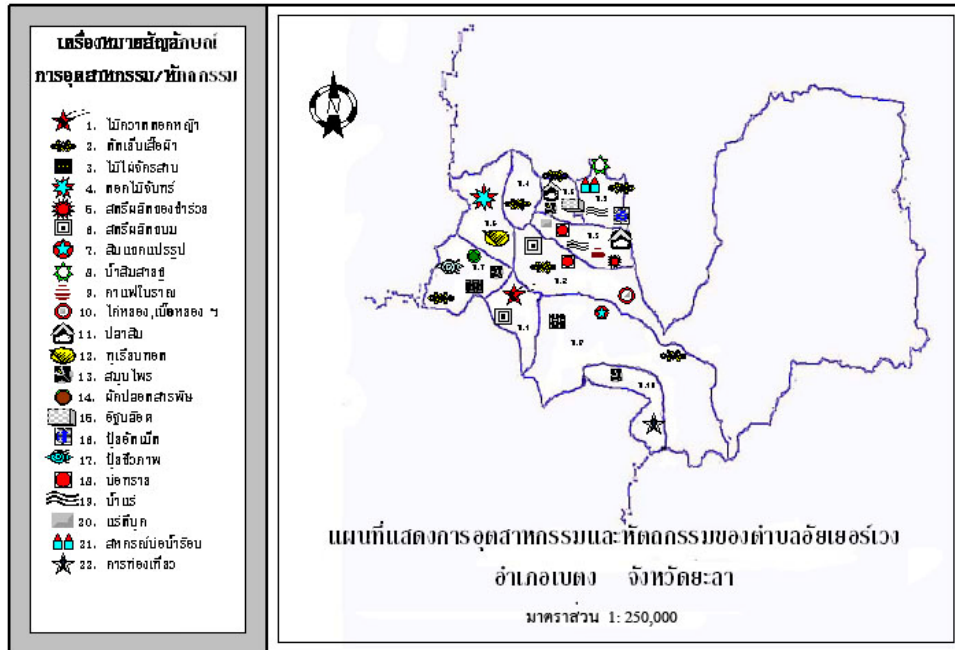 เครื่องหมายสัญลักษณ์
การอุตสาหกรรม/หัตถกรรม
1. ไม้กวาดดอกหญ้า
2. ตัดเย็บเสื้อผ้า
3. ไม้ไผ่จักรสาน
4. ดอกไม้จันทร์
5. สตรีผลิตของชำร่วย
6. สตรีผลิตขนม
7. ส้มแขกแปรรูป
8. น้ำส้มสายชู
9. กาแฟโบราณ
10. ไก่หยอง,เนื้อหยอง ฯ
11. ปลาส้ม
12. ทุเรียนทอด
13. สมุนไพร
14. ผักปลอดสารพิษ
15. อิฐบล๊อค
16. ปุ๋ยอัดเม็ด
17. ปุ๋ยชีวภาพ
18. บ่อทราย
19. น้ำแร่
20. แร่ดีบุก
21. สหกรณ์บ่อน้ำร้อน
22. การท่องเที่ยว
N
ม.4
ม.2
ม.7
ม.10
แผนที่แสดงการอุตสาหกรรมและหัตถกรรมของตำบลอัยเยอร์เวง
อำเภอเบตง จังหวัดยะลา
มาตราส่วน 1: 250,000